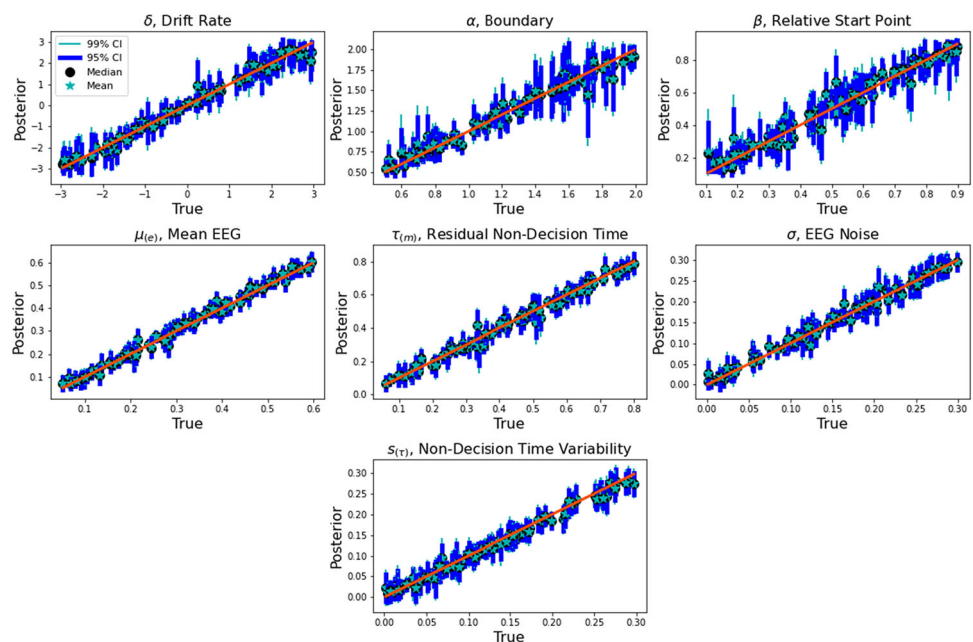 δ, Drift Rate
99% CI
95% CI
Median
Mean
Posterior
3
2
1
0
−1
−2
−3
−3 −2 −1 0 1 2 3
True
α, Boundary
Posterior
2.00
1.75
1.50
1.25
1.00
0.75
0.50
0.6 0.8 1.0 1.2 1.4 1.6 1.8 2.0
True
β, Relative Start Point
Posterior
0.8
0.6
0.4
0.2
0.1 0.2 0.3 0.4 0.5 0.6 0.7 0.8 0.9
True
μ(e), Mean EEG
Posterior
0.6
0.5
0.4
0.3
0.2
0.1
0.1 0.2 0.3 0.4 0.5 0.6
True
τ(m), Residual Non-Decision Time
Posterior
0.8
0.6
0.4
0.2
0.0
0.1 0.2 0.3 0.4 0.5 0.6 0.7 0.8
True
σ, EEG Noise
Posterior
0.30
0.25
0.20
0.15
0.10
0.05
0.00
0.00 0.05 0.10 0.15 0.20 0.25 0.30
True
s(τ), Non-Decision Time Variability
Posterior
0.30
0.25
0.20
0.15
0.10
0.05
0.00
0.00 0.05 0.10 0.15 0.20 0.25 0.30
True